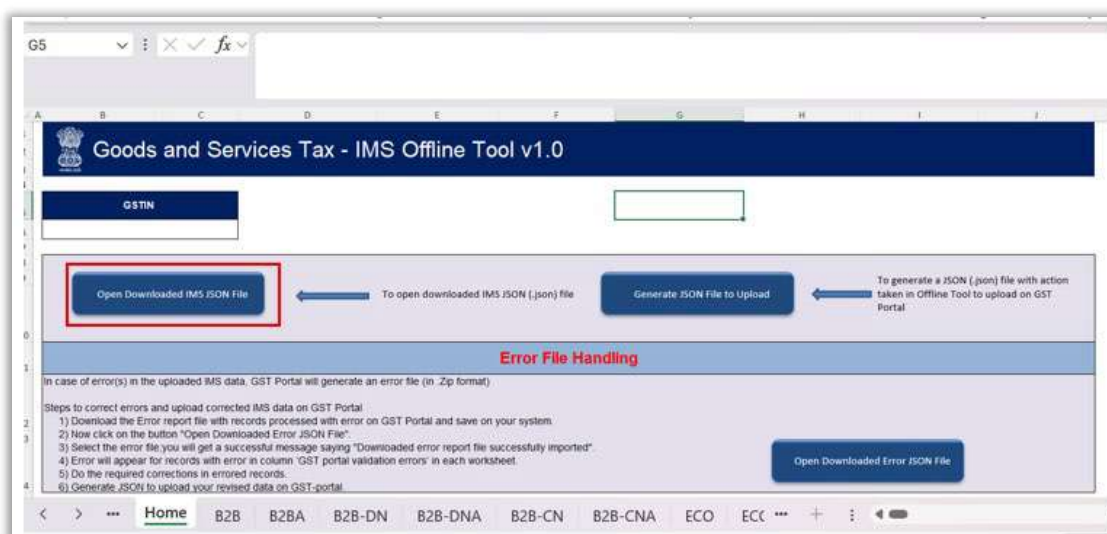 G5
fx
A B C D E F G H I J
Goods and Services Tax - IMS Offline Tool v1.0
GSTIN
Open Downloaded IMS JSON File
To open downloaded IMS JSON (.json) file
Generate JSON File to Upload
To generate a JSON (.json) file with action
taken in Offline Tool to upload on GST
Portal
Error File Handling
In case of error(s) in the uploaded IMS data, GST Portal will generate an error file (in .Zip format)
Steps to correct errors and upload corrected IMS data on GST Portal
1) Download the Error report file with records processed with error on GST Portal and save on your system.
2) Now click on the button "Open Downloaded Error JSON File".
3) Select the error file;you will get a successful message saying "Downloaded error report file successfully imported".
4) Error will appear for records with error in column 'GST portal validation errors' in each worksheet.
5) Do the required corrections in errored records.
6) Generate JSON to upload your revised data on GST-portal.
Open Downloaded Error JSON File
Home B2B B2BA B2B-DN B2B-DNA B2B-CN B2B-CNA ECO